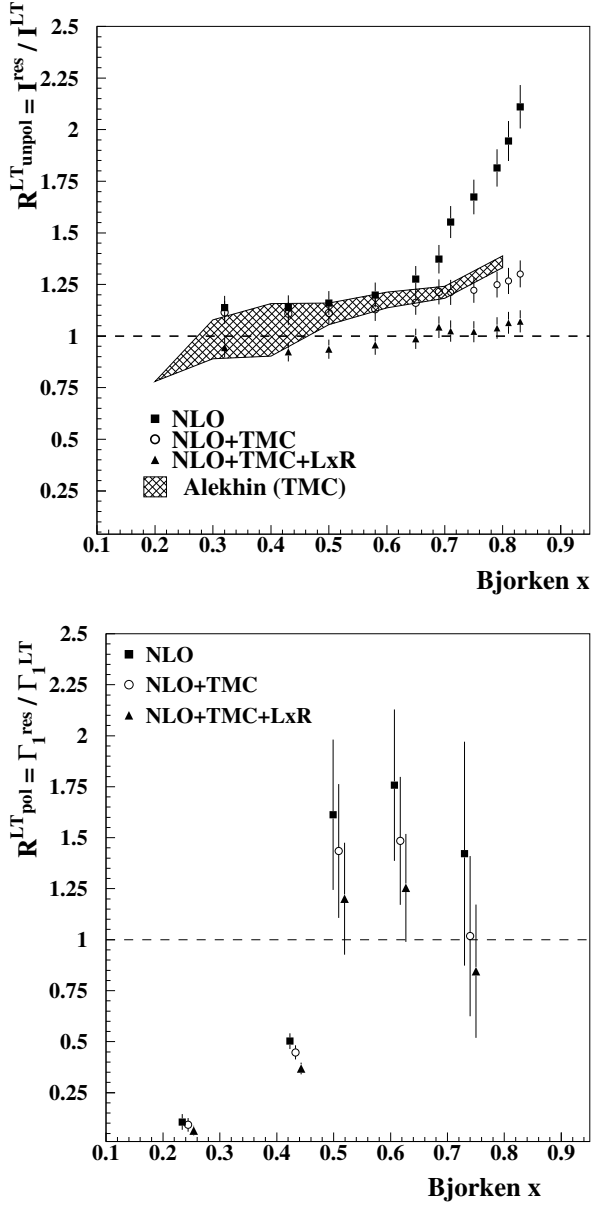 R^LT_unpol = I^res / I^LT
2.5
2.25
2
1.75
1.5
1.25
1
0.75
0.5
0.25
NLO
NLO+TMC
NLO+TMC+LxR
Alekhin (TMC)
0.1 0.2 0.3 0.4 0.5 0.6 0.7 0.8 0.9
Bjorken x
R^LT_pol = Γ_1^res / Γ_1^LT
2.5
2.25
2
1.75
1.5
1.25
1
0.75
0.5
0.25
NLO
NLO+TMC
NLO+TMC+LxR
0.1 0.2 0.3 0.4 0.5 0.6 0.7 0.8 0.9
Bjorken x